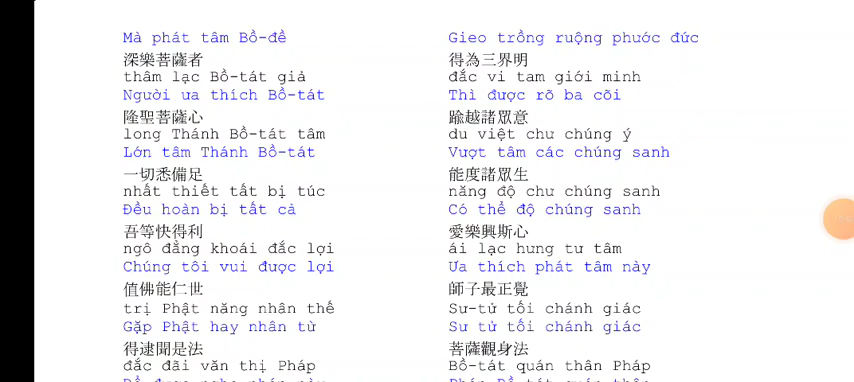 Mà phát tâm Bồ-đề
深樂菩薩者
thâm lạc Bồ-tát giả
Người ưa thích Bồ-tát
隆聖菩薩心
long Thánh Bồ-tát tâm
Lớn tâm Thánh Bồ-tát
一切悉備足
nhất thiết tất bị túc
Đều hoàn bị tất cả
吾等快得利
ngô đẳng khoái đắc lợi
Chúng tôi vui được lợi
值佛能仁世
trị Phật năng nhân thế
Gặp Phật hay nhân từ
得逮聞是法
đắc đãi văn thị Pháp
Gieo trồng ruộng phước đức
得為三界明
đắc vi tam giới minh
Thì được rõ ba cõi
踰越諸眾意
du việt chư chúng ý
Vượt tâm các chúng sanh
能度諸眾生
năng độ chư chúng sanh
Có thể độ chúng sanh
愛樂興斯心
ái lạc hưng tư tâm
Ưa thích phát tâm này
師子最正覺
Sư-tử tối chánh giác
Sư tử tối chánh giác
菩薩觀身法
Bồ-tát quán thân Pháp